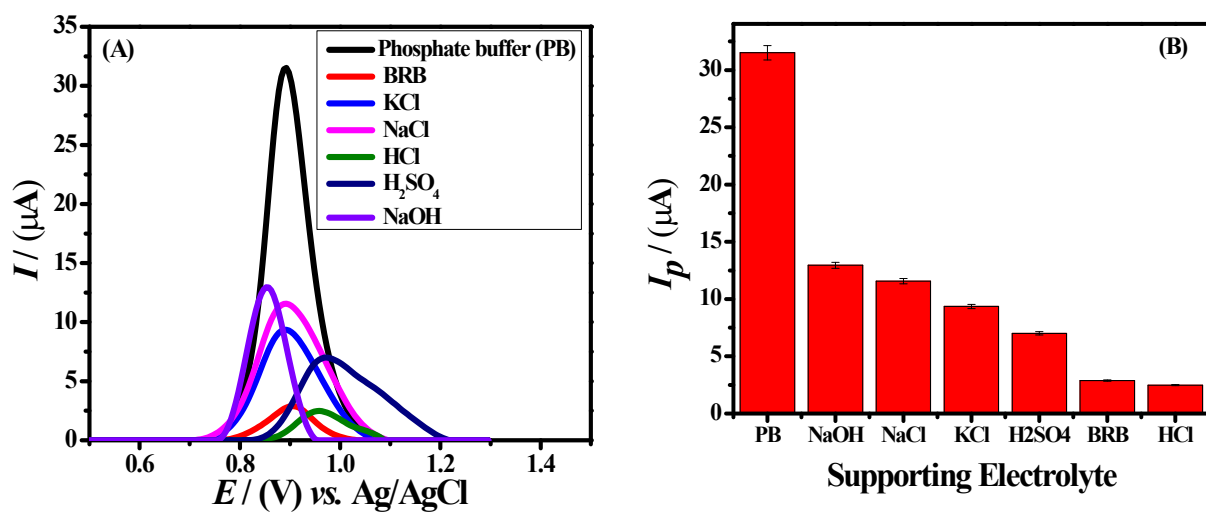 (A)
Phosphate buffer (PB)
BRB
KCl
NaCl
HCl
H₂SO₄
NaOH
I / (μA)
35
30
25
20
15
10
5
0
0.6 0.8 1.0 1.2 1.4
E / (V) vs. Ag/AgCl
(B)
I_p / (μA)
30
25
20
15
10
5
0
PB NaOH NaCl KCl H2SO4 BRB HCl
Supporting Electrolyte